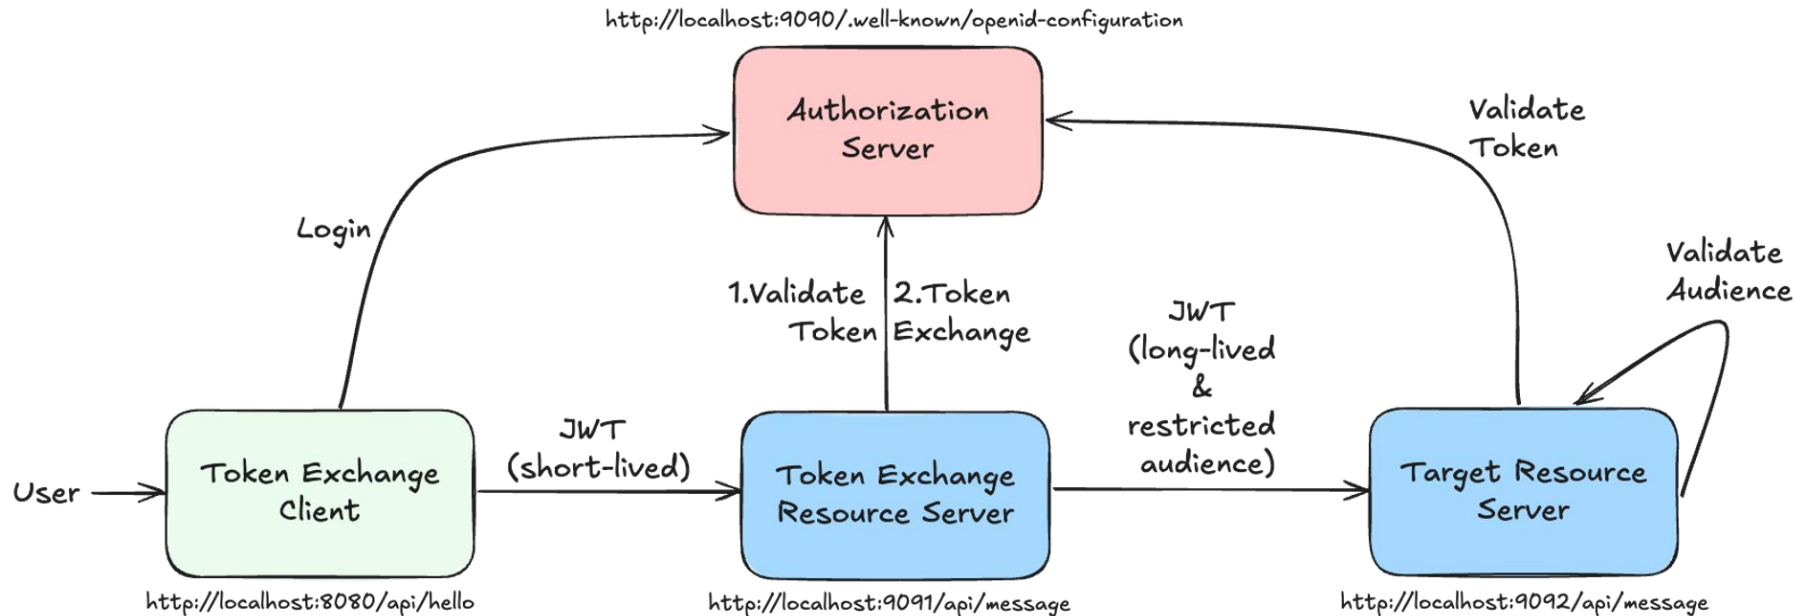 http://localhost:9090/.well-known/openid-configuration
Authorization
Server
Validate
Token
Login
Validate
Audience
1.Validate
Token
2.Token
Exchange
JWT
(long-lived
&
restricted
audience)
JWT
(short-lived)
User
Token Exchange
Client
Token Exchange
Resource Server
Target Resource
Server
http://localhost:8080/api/hello
http://localhost:9091/api/message
http://localhost:9092/api/message